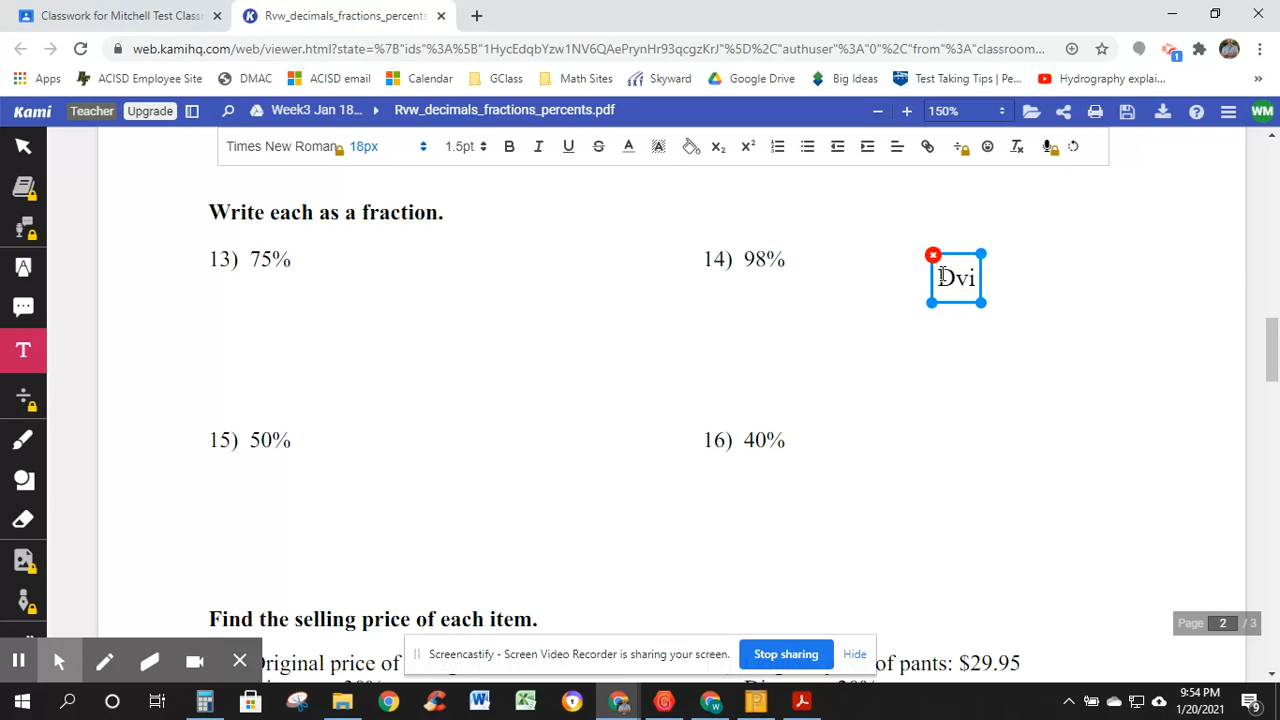 Classwork for Mitchell Test Classr
Rvw_decimals_fractions_percents
web.kamihq.com/web/viewer.html?state=%7B"ids"%3A%5B"1HycEdqbYzw1NV6QAePrynHr93qcgzKrJ"%5D%2C"authuser"%3A"0"%2C"from"%3A"classroom...
1
Apps ACISD Employee Site DMAC ACISD email Calendar GClass Math Sites Skyward Google Drive Big Ideas Test Taking Tips | Pe... Hydrography explai... »
Kami Teacher Upgrade Week3 Jan 18... Rvw_decimals_fractions_percents.pdf 150% WM
Times New Roman 18px 1.5pt B I U S A
Write each as a fraction.
13) 75% 14) 98%
Dvi
15) 50% 16) 40%
Find the selling price of each item.
Page 2 / 3
Screencastify - Screen Video Recorder is sharing your screen. Stop sharing Hide
Original price of of pants: $29.95
9:54 PM
1/20/2021
9